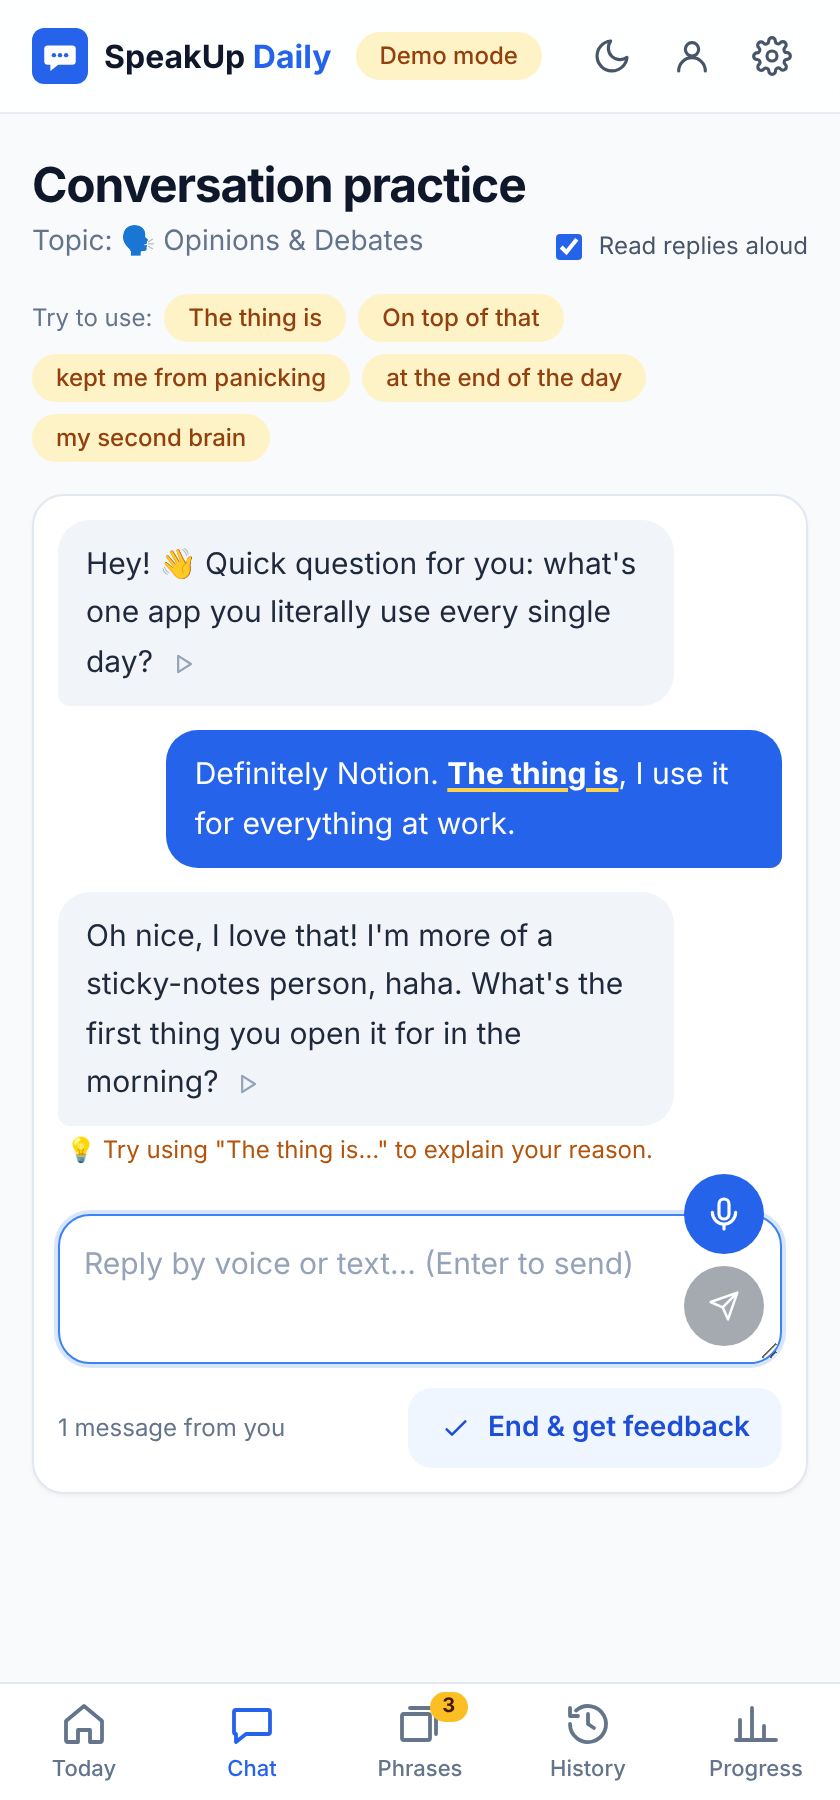 SpeakUp Daily
Demo mode
Conversation practice
Topic: 🗣️ Opinions & Debates
Read replies aloud
Try to use: The thing is On top of that
kept me from panicking at the end of the day
my second brain
Hey! 👋 Quick question for you: what's
one app you literally use every single
day?
Definitely Notion. The thing is, I use it
for everything at work.
Oh nice, I love that! I'm more of a
sticky-notes person, haha. What's the
first thing you open it for in the
morning?
💡 Try using "The thing is..." to explain your reason.
Reply by voice or text... (Enter to send)
1 message from you
End & get feedback
3
Today Chat Phrases History Progress